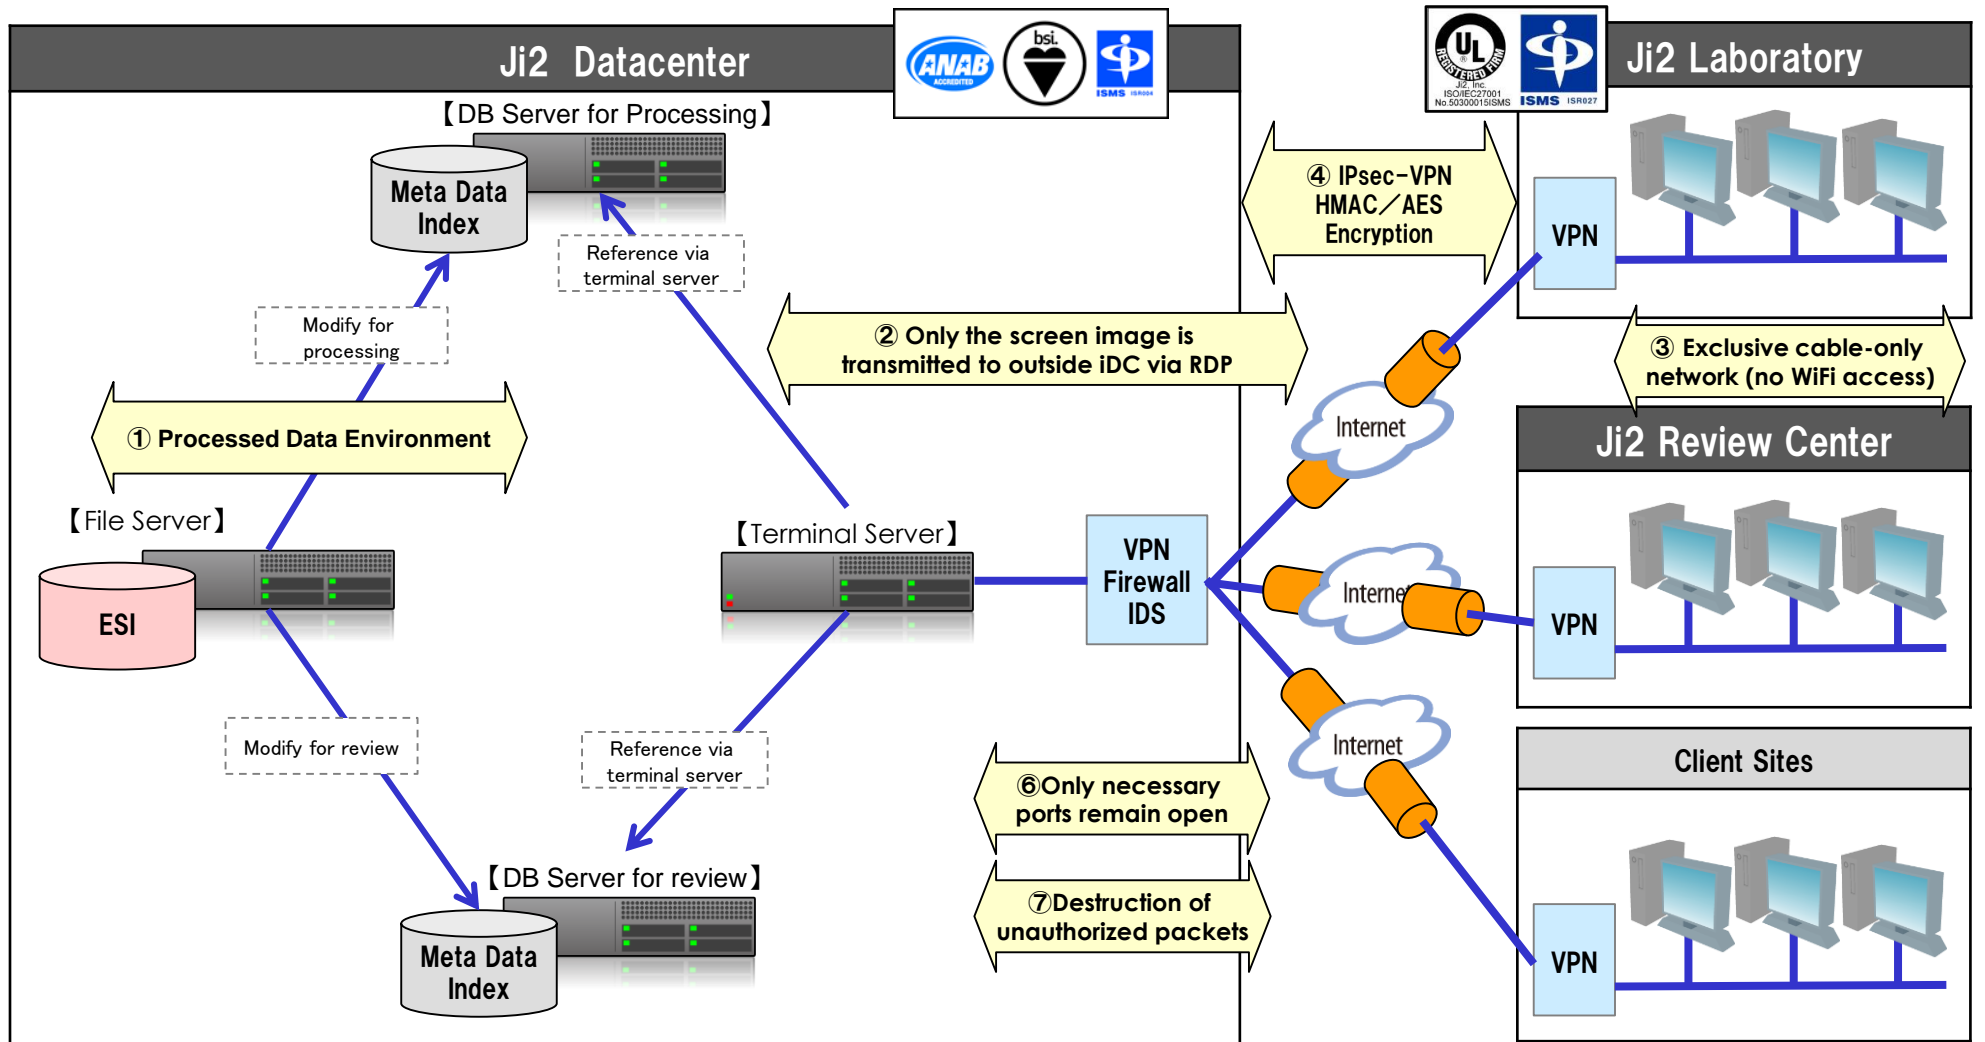 Ji2 Datacenter
ANAB
ACCREDITED
bsi.
ISMS ISR004
UL
®
REGISTERED FIRM
Ji2, Inc.
ISO/IEC27001
No.50300015ISMS
ISMS ISR027
Ji2 Laboratory
【DB Server for Processing】
Meta Data
Index
Reference via
terminal server
Modify for
processing
① Processed Data Environment
【File Server】
ESI
Modify for review
【Terminal Server】
Reference via
terminal server
【DB Server for review】
Meta Data
Index
② Only the screen image is
transmitted to outside iDC via RDP
④ IPsec-VPN
HMAC／AES
Encryption
VPN
Firewall
IDS
⑥Only necessary
ports remain open
⑦Destruction of
unauthorized packets
Internet
Internet
Internet
VPN
③ Exclusive cable-only
network (no WiFi access)
Ji2 Review Center
VPN
Client Sites
VPN